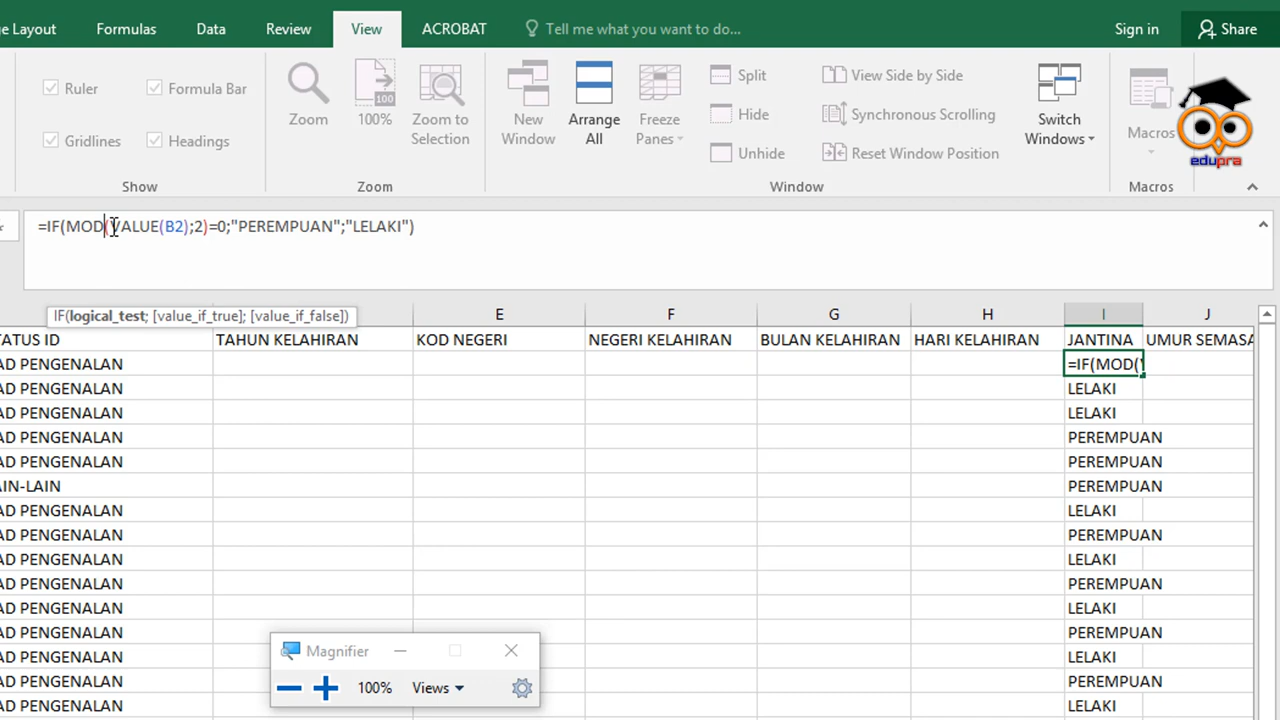 ge Layout Formulas Data Review View ACROBAT Tell me what you want to do... Sign in Share
Ruler Formula Bar
Gridlines Headings
Show
Zoom
100
100%
Zoom to
Selection
Zoom
New
Window
Arrange
All
Freeze
Panes
Split
Hide
Unhide
View Side by Side
Synchronous Scrolling
Reset Window Position
Switch
Windows
Window
Macros
Macros
edupra
=IF(MOD(VALUE(B2);2)=0;"PEREMPUAN";"LELAKI")
IF(logical_test; [value_if_true]; [value_if_false])
E F G H I J
TATUS ID TAHUN KELAHIRAN KOD NEGERI NEGERI KELAHIRAN BULAN KELAHIRAN HARI KELAHIRAN JANTINA UMUR SEMASA
AD PENGENALAN =IF(MOD(V
AD PENGENALAN LELAKI
AD PENGENALAN LELAKI
AD PENGENALAN PEREMPUAN
AD PENGENALAN PEREMPUAN
AIN-LAIN PEREMPUAN
AD PENGENALAN LELAKI
AD PENGENALAN PEREMPUAN
AD PENGENALAN LELAKI
AD PENGENALAN PEREMPUAN
AD PENGENALAN LELAKI
AD PENGENALAN PEREMPUAN
AD PENGENALAN LELAKI
AD PENGENALAN PEREMPUAN
AD PENGENALAN LELAKI
Magnifier
100% Views